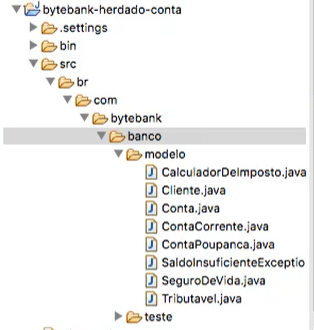 bytebank-herdado-conta
.settings
bin
src
br
com
bytebank
banco
modelo
CalculadorDeImposto.java
Cliente.java
Conta.java
ContaCorrente.java
ContaPoupanca.java
SaldoInsuficienteExceptio
SeguroDeVida.java
Tributavel.java
teste